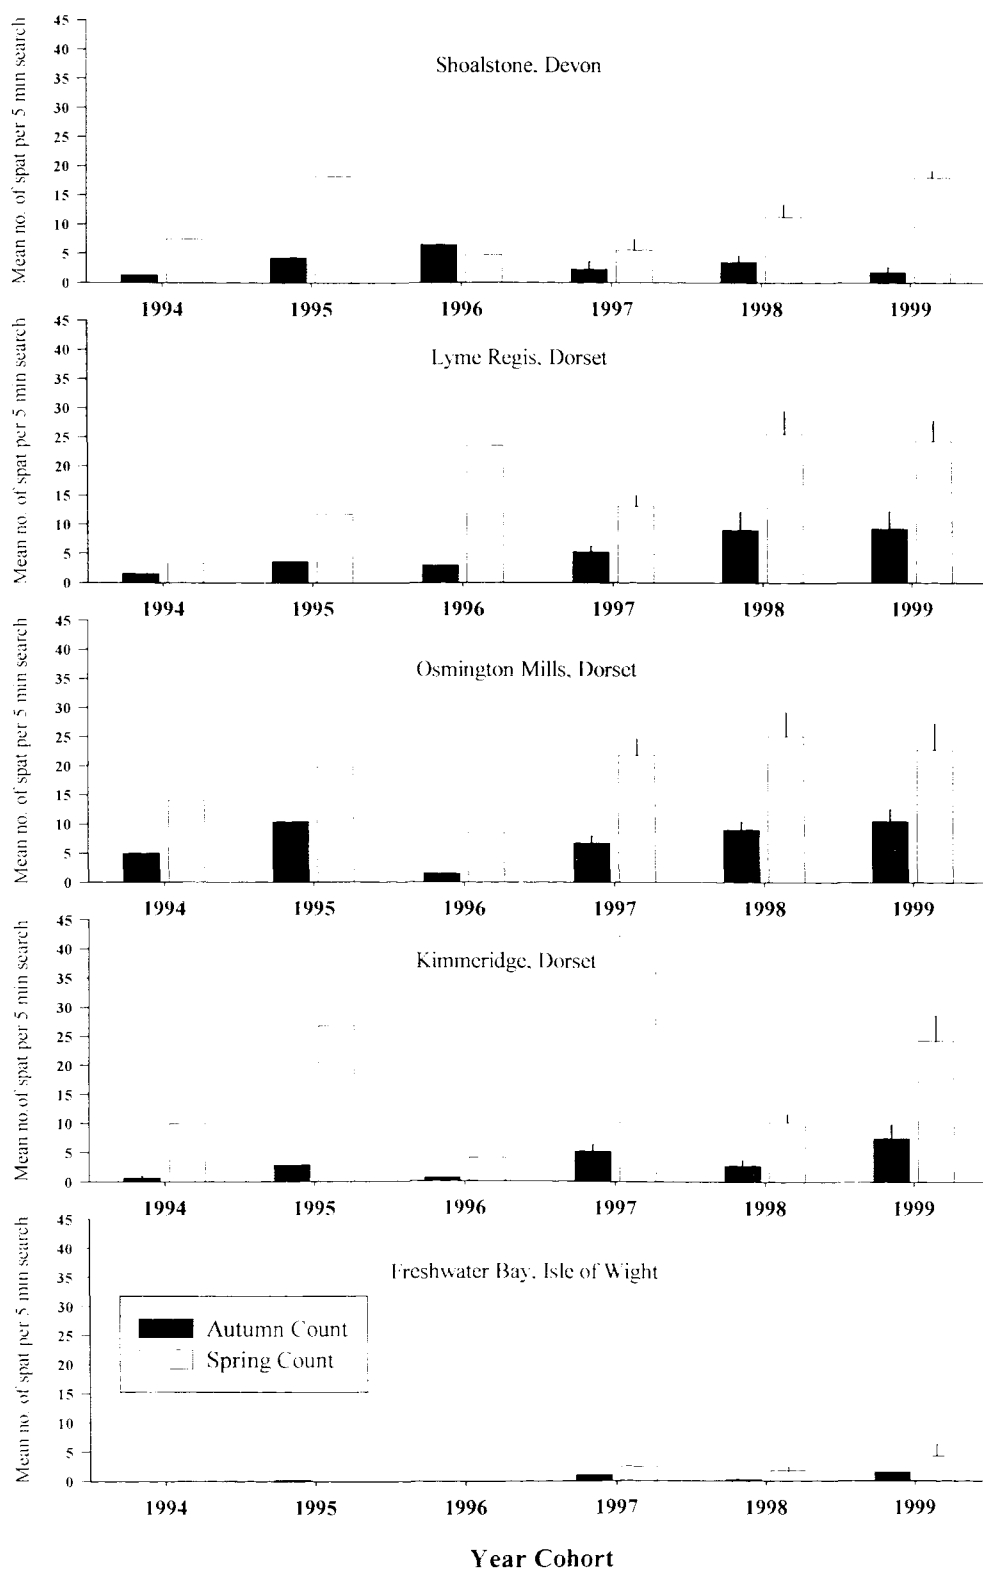 Mean no. of spat per 5 min search
45
40
35
30
25
20
15
10
5
0
Shoalstone, Devon
1994 1995 1996 1997 1998 1999
Mean no. of spat per 5 min search
45
40
35
30
25
20
15
10
5
0
Lyme Regis, Dorset
1994 1995 1996 1997 1998 1999
Mean no. of spat per 5 min search
45
40
35
30
25
20
15
10
5
0
Osmington Mills, Dorset
1994 1995 1996 1997 1998 1999
Mean no.of spat per 5 min search
45
40
35
30
25
20
15
10
5
0
Kimmeridge, Dorset
1994 1995 1996 1997 1998 1999
Mean no. of spat per 5 min search
45
40
35
30
25
20
15
10
5
0
Freshwater Bay, Isle of Wight
Autumn Count
Spring Count
1994 1995 1996 1997 1998 1999
Year Cohort